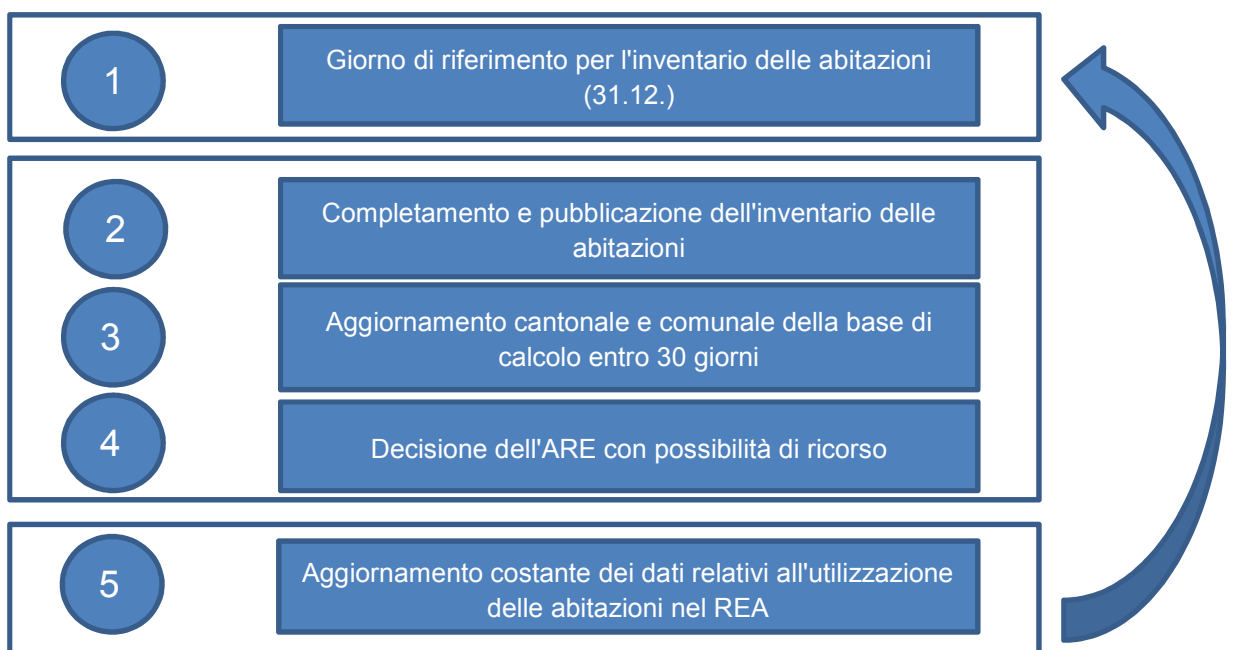 1
Giorno di riferimento per l'inventario delle abitazioni
(31.12.)
2
Completamento e pubblicazione dell'inventario delle
abitazioni
3
Aggiornamento cantonale e comunale della base di
calcolo entro 30 giorni
4
Decisione dell'ARE con possibilità di ricorso
5
Aggiornamento costante dei dati relativi all'utilizzazione
delle abitazioni nel REA